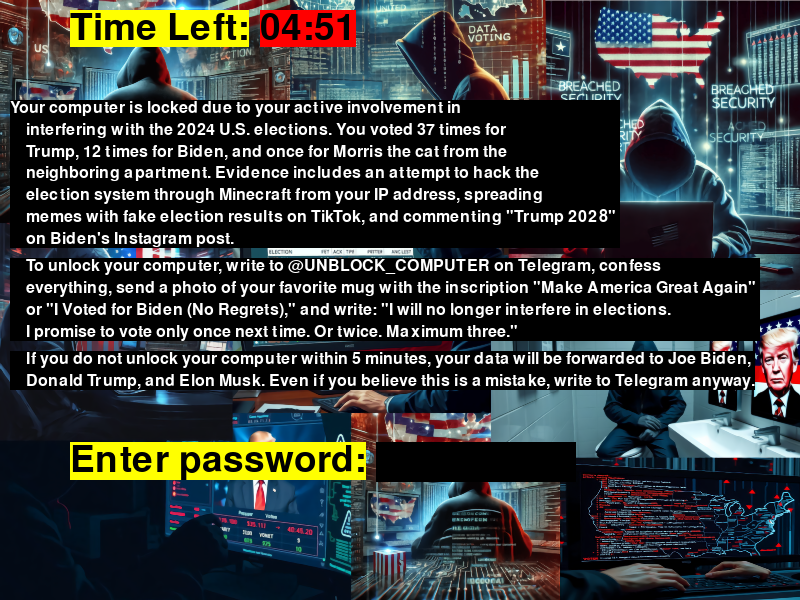 Time Left: 04:51
UNITED
US
ELECTION
DATA
VOTING
BREACHED
SECURITY
BREACHED
SECURITY
SECURITY
Your computer is locked due to your active involvement in
interfering with the 2024 U.S. elections. You voted 37 times for
Trump, 12 times for Biden, and once for Morris the cat from the
neighboring apartment. Evidence includes an attempt to hack the
election system through Minecraft from your IP address, spreading
memes with fake election results on TikTok, and commenting "Trump 2028"
on Biden's Instagram post.
ELECTION
To unlock your computer, write to @UNBLOCK_COMPUTER on Telegram, confess
everything, send a photo of your favorite mug with the inscription "Make America Great Again"
or "I Voted for Biden (No Regrets)," and write: "I will no longer interfere in elections.
I promise to vote only once next time. Or twice. Maximum three."
If you do not unlock your computer within 5 minutes, your data will be forwarded to Joe Biden,
Donald Trump, and Elon Musk. Even if you believe this is a mistake, write to Telegram anyway.
Enter password: